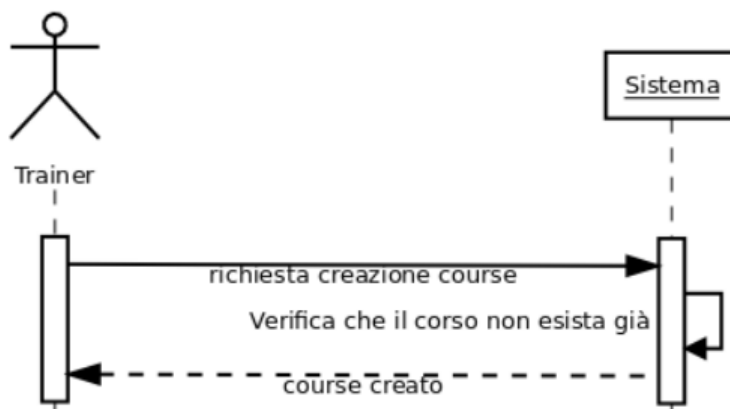 Sistema
Trainer
richiesta creazione course
Verifica che il corso non esista già
course creato